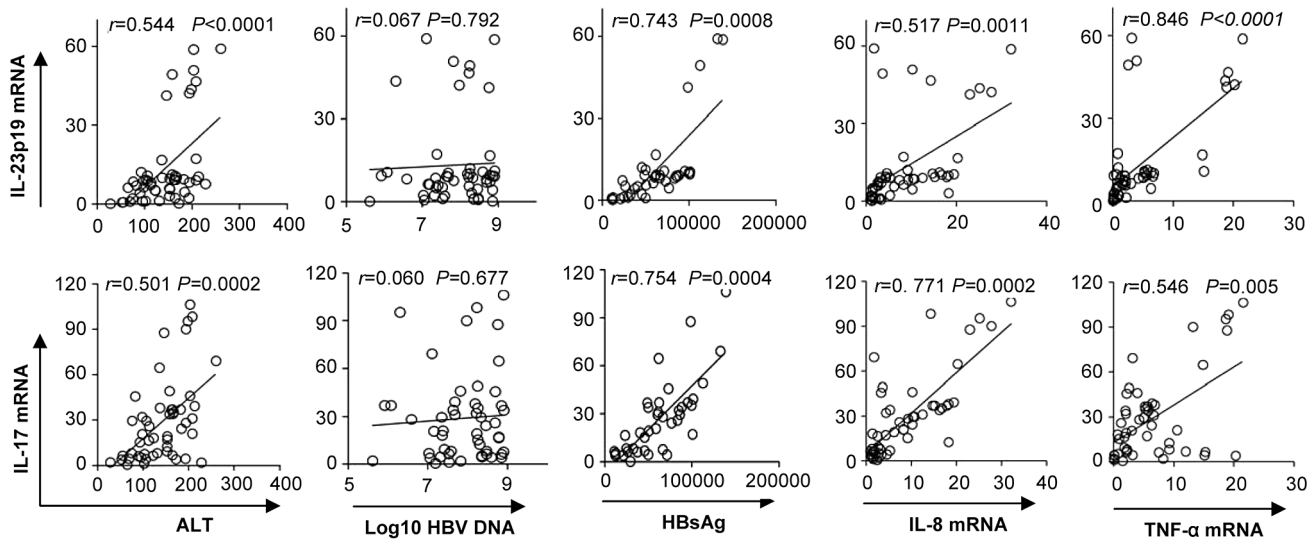 r=0.544 P<0.0001
r=0.067 P=0.792
r=0.743 P=0.0008
r=0.517 P=0.0011
r=0.846 P<0.0001
IL-23p19 mRNA
60
30
0
0 100 200 300 400
60
30
0
5 7 9
60
30
0
0 100000 200000
60
30
0
0 20 40
60
30
0
0 10 20 30
r=0.501 P=0.0002
r=0.060 P=0.677
r=0.754 P=0.0004
r=0. 771 P=0.0002
r=0.546 P=0.005
IL-17 mRNA
120
90
60
30
0
0 100 200 300 400
120
90
60
30
0
5 7 9
120
90
60
30
0
0 100000 200000
120
90
60
30
0
0 10 20 30 40
120
90
60
30
0
0 10 20 30
ALT
Log10 HBV DNA
HBsAg
IL-8 mRNA
TNF-α mRNA